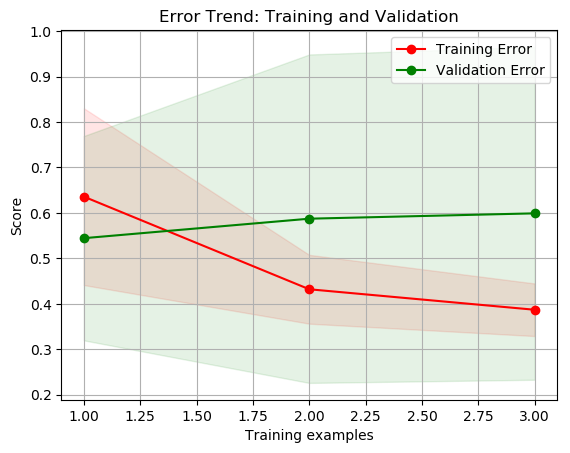 Error Trend: Training and Validation
Training Error
Validation Error
Score
1.0
0.9
0.8
0.7
0.6
0.5
0.4
0.3
0.2
1.00 1.25 1.50 1.75 2.00 2.25 2.50 2.75 3.00
Training examples